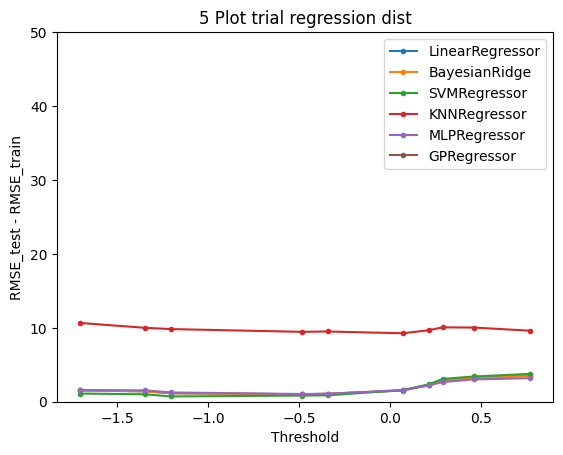 5 Plot trial regression dist
RMSE_test - RMSE_train
50
40
30
20
10
0
LinearRegressor
BayesianRidge
SVMRegressor
KNNRegressor
MLPRegressor
GPRegressor
−1.5 −1.0 −0.5 0.0 0.5
Threshold